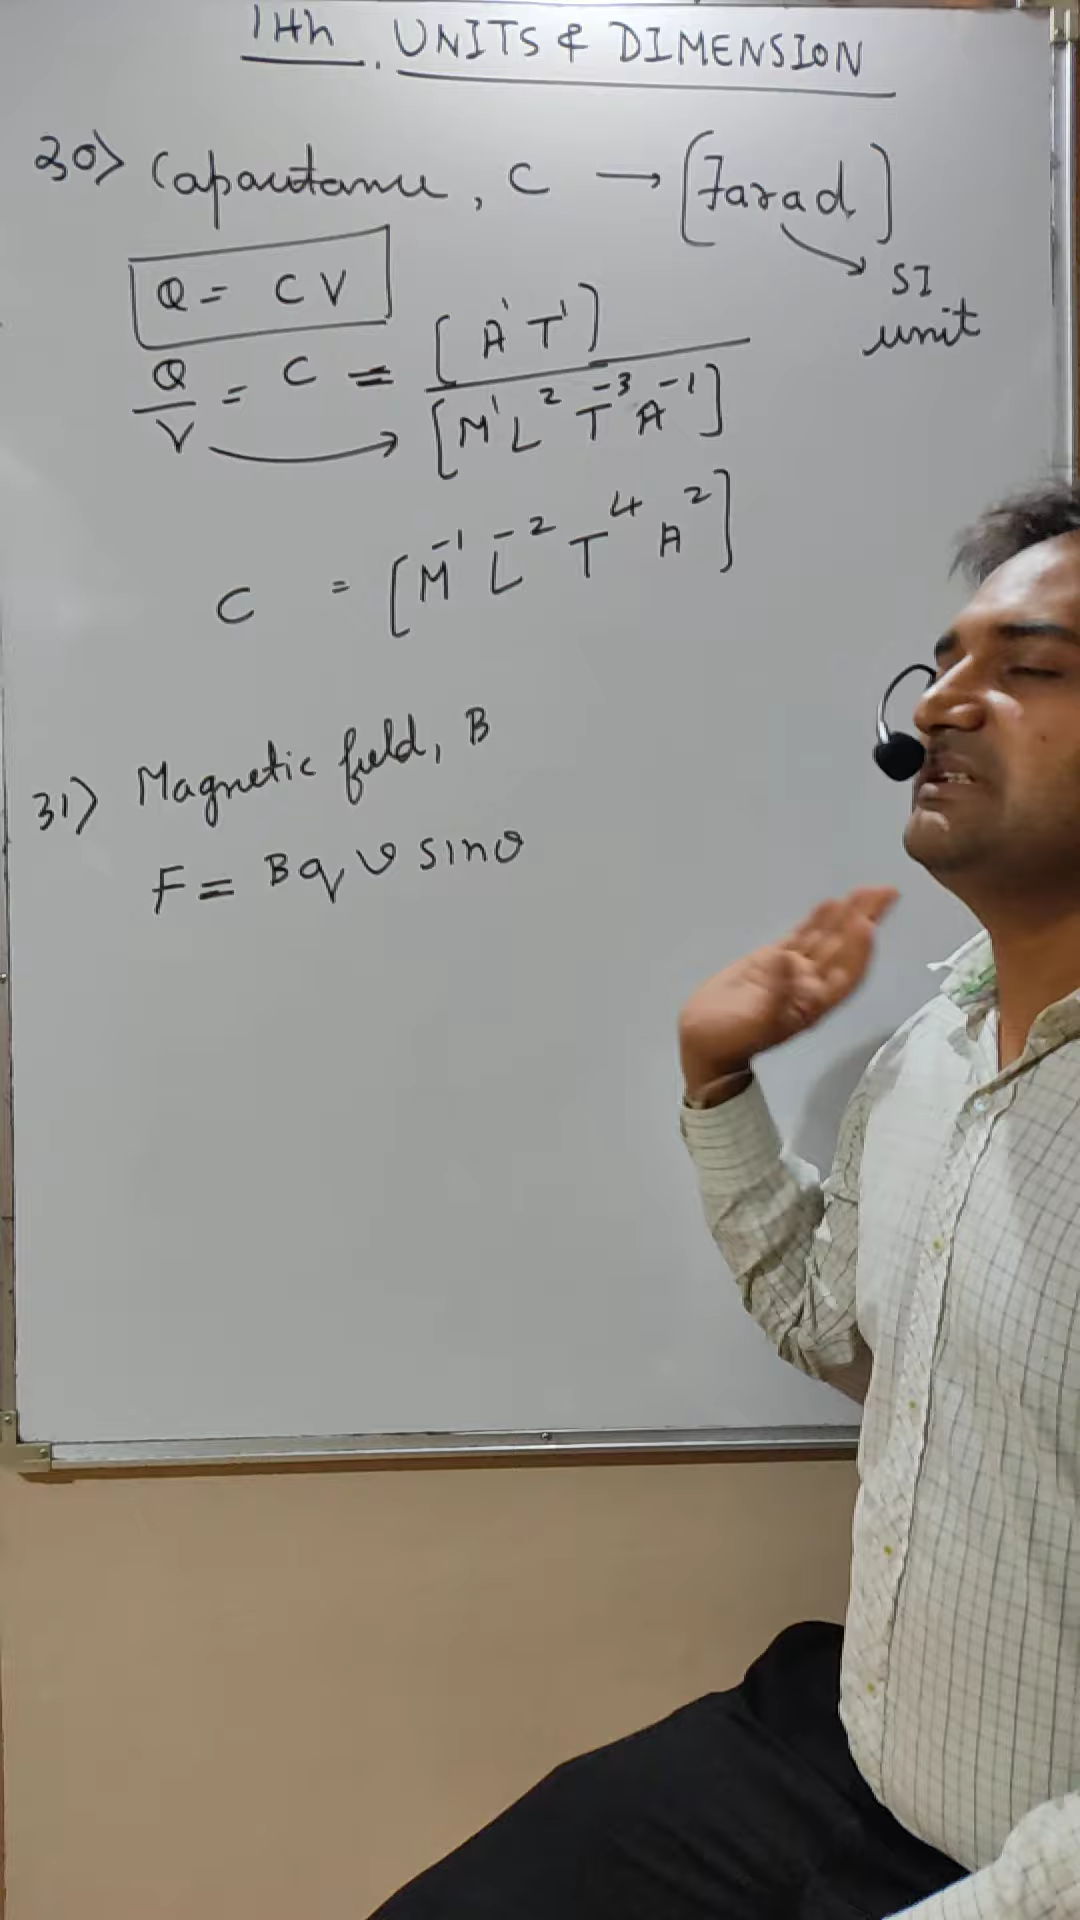 11th. UNITS & DIMENSION
30> Capacitance, C → [Farad]
SI
unit
Q = CV
Q/V = C = [A¹T¹]/[M¹L²T⁻³A⁻¹]
C = [M⁻¹L⁻²T⁴A²]
31) Magnetic field, B
F = Bqv sinθ